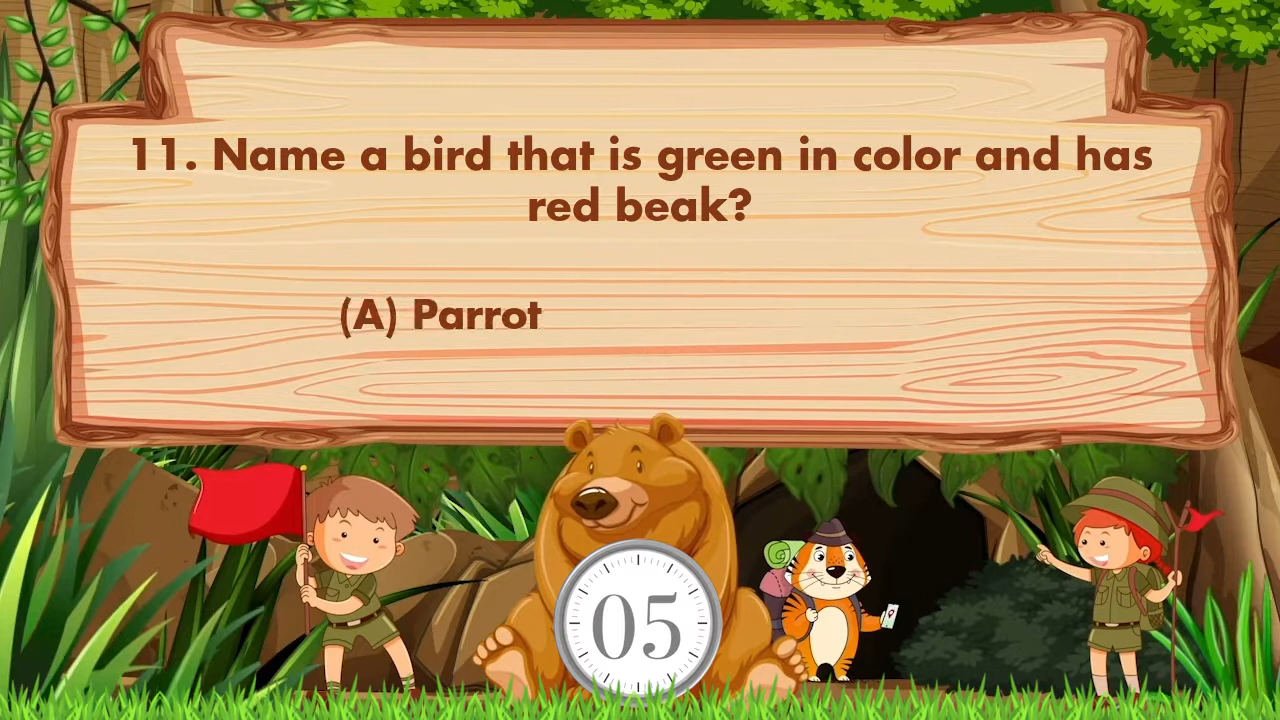 11. Name a bird that is green in color and has
red beak?
(A) Parrot
05